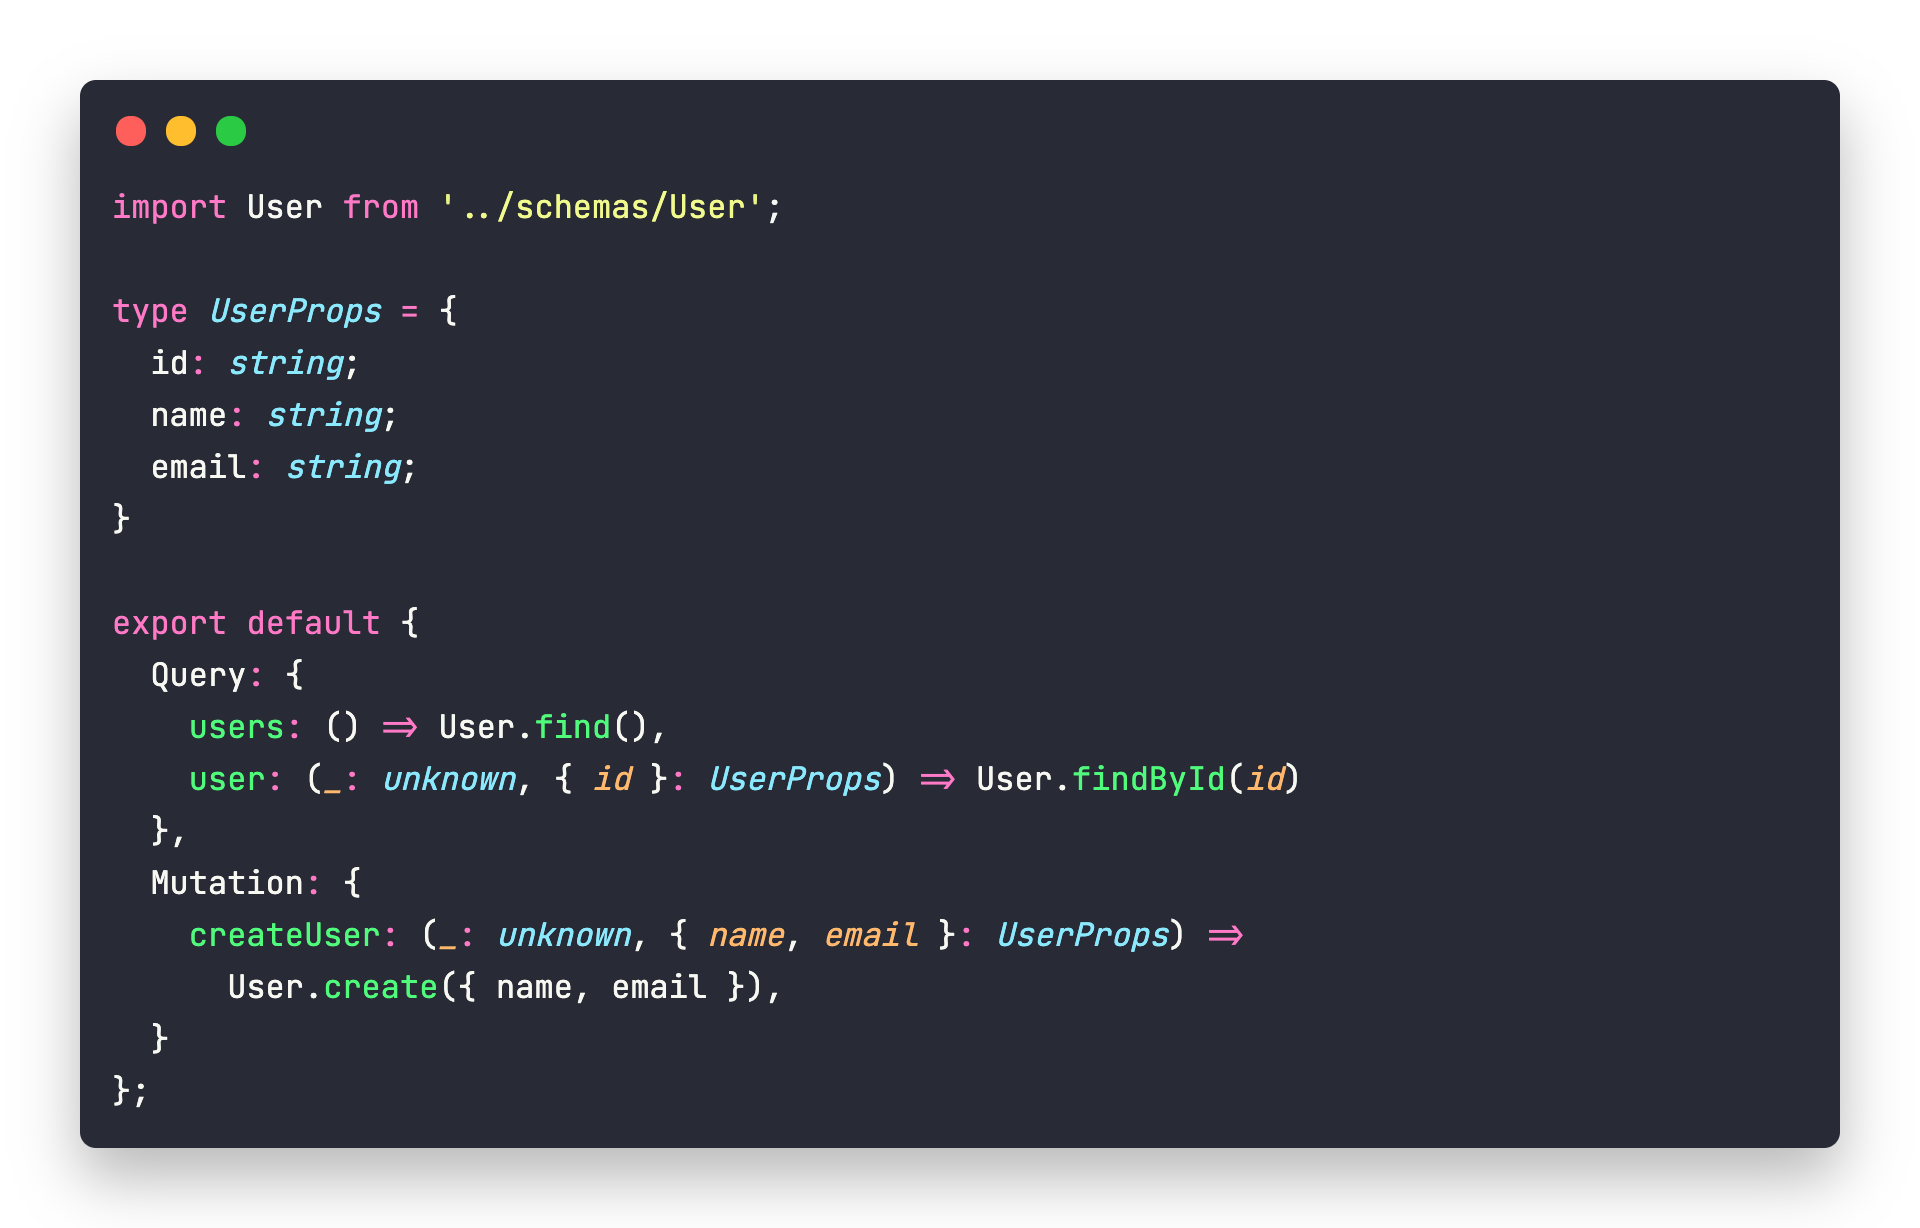 import User from '../schemas/User';

type UserProps = {
  id: string;
  name: string;
  email: string;
}

export default {
  Query: {
    users: () => User.find(),
    user: (_: unknown, { id }: UserProps) => User.findById(id)
  },
  Mutation: {
    createUser: (_: unknown, { name, email }: UserProps) =>
      User.create({ name, email }),
  }
};